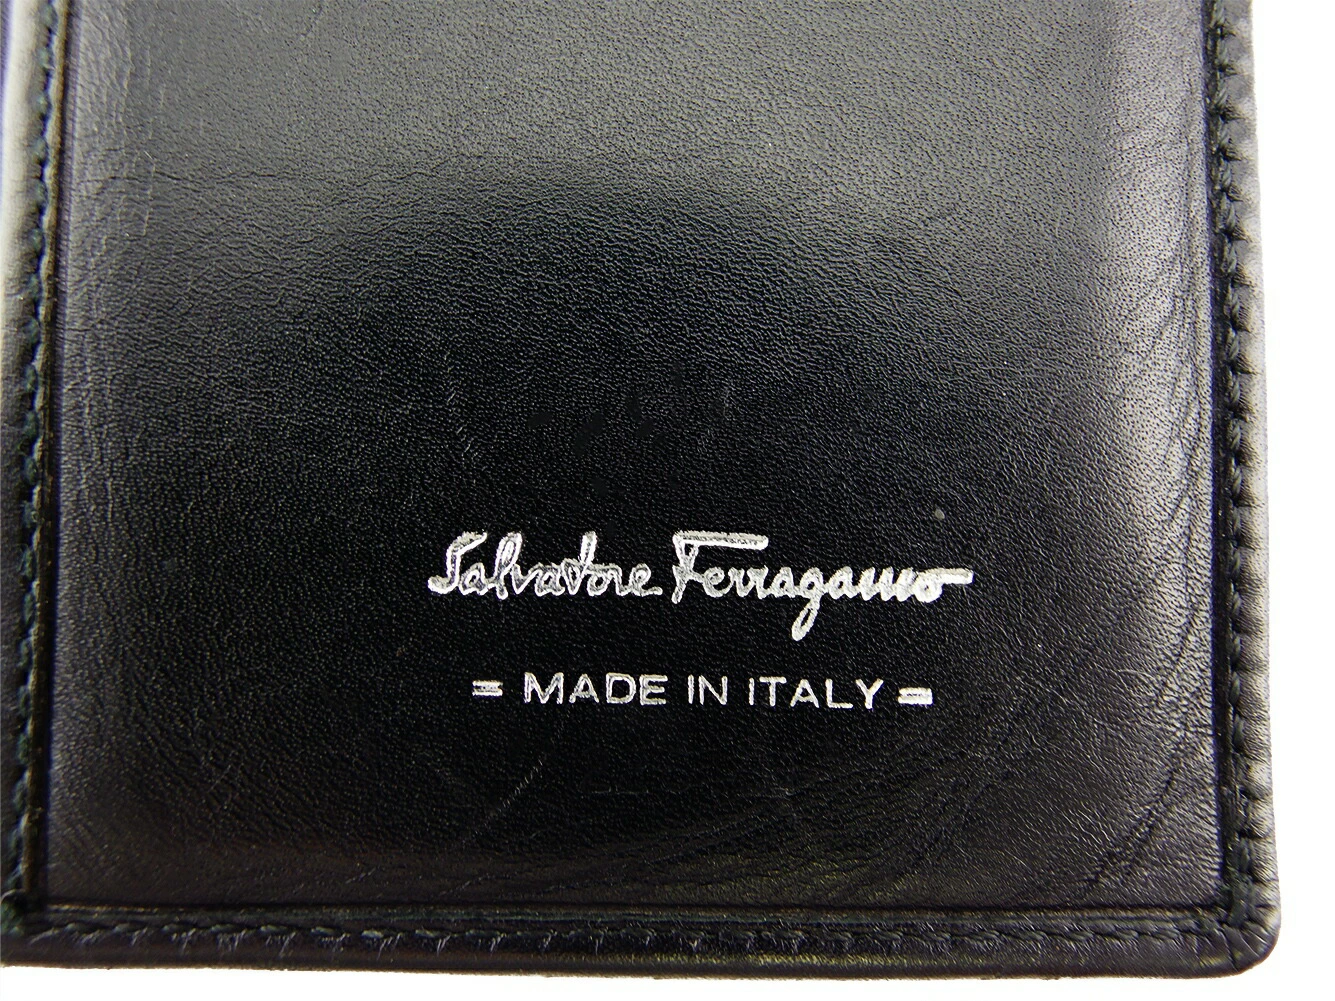 Salvatore Ferragamo
= MADE IN ITALY =